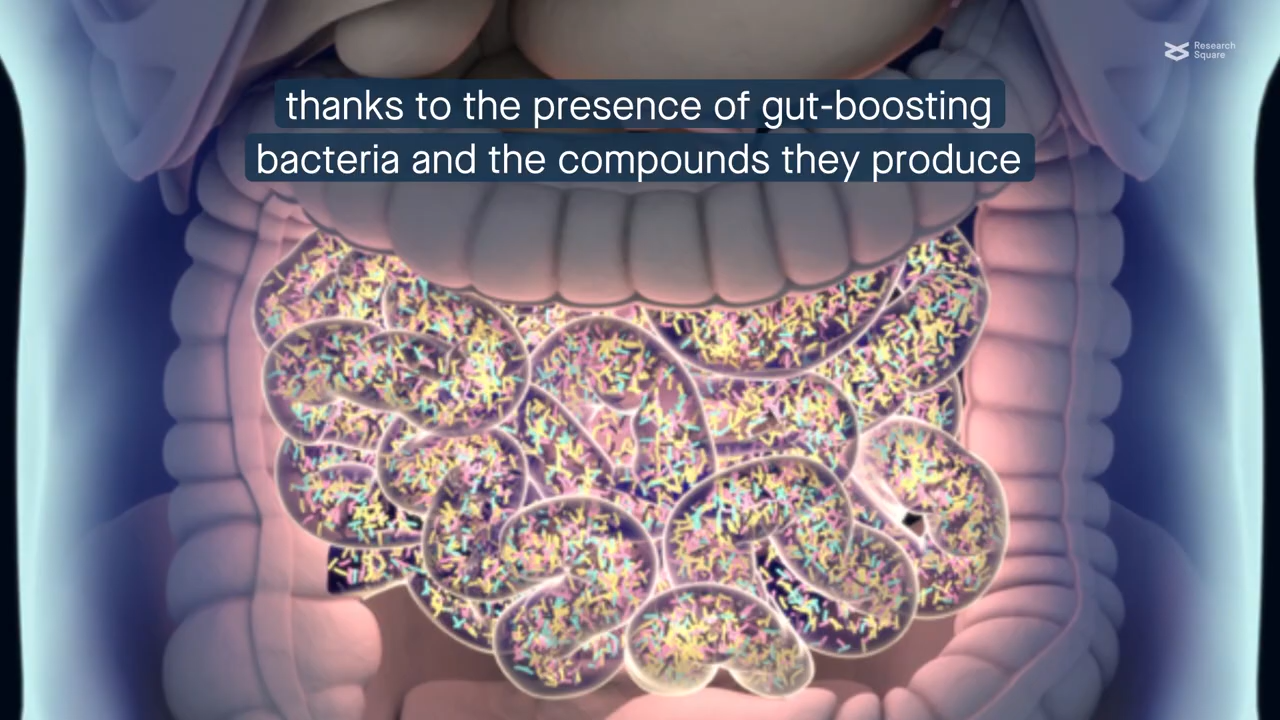 Research
Square
thanks to the presence of gut-boosting
bacteria and the compounds they produce